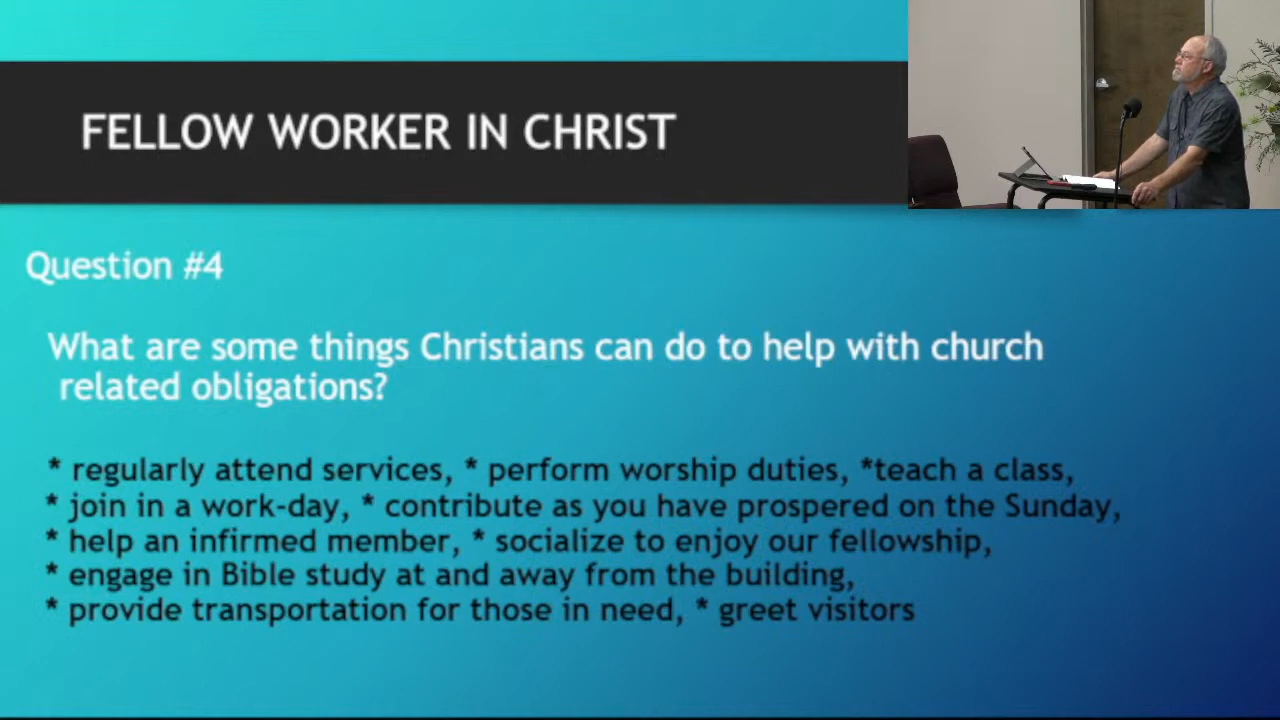 FELLOW WORKER IN CHRIST
Question #4
What are some things Christians can do to help with church
related obligations?
* regularly attend services, * perform worship duties, *teach a class,
* join in a work-day, * contribute as you have prospered on the Sunday,
* help an infirmed member, * socialize to enjoy our fellowship,
* engage in Bible study at and away from the building,
* provide transportation for those in need, * greet visitors